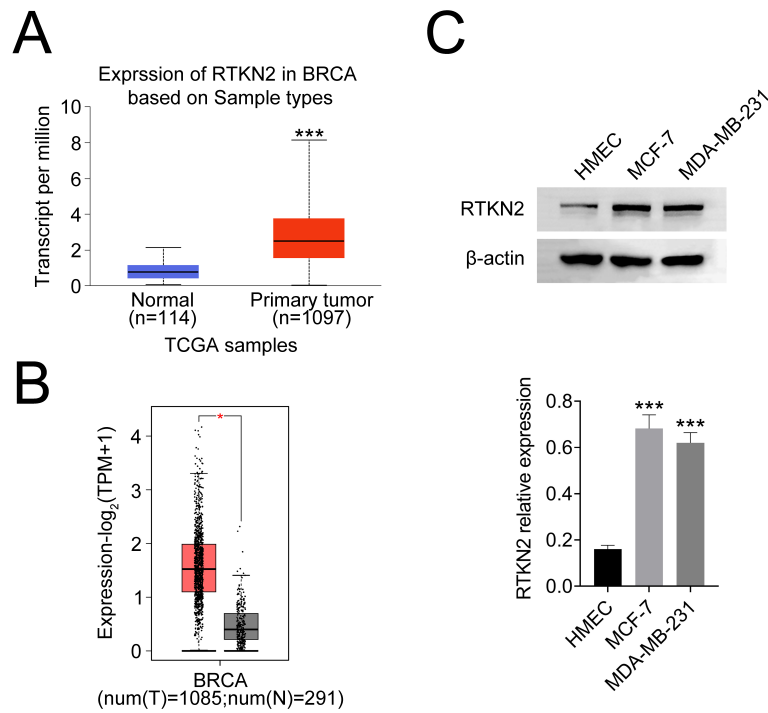 A
Exprssion of RTKN2 in BRCA
based on Sample types
Transcript per million
10
8
6
4
2
0
***
Normal
(n=114)
Primary tumor
(n=1097)
TCGA samples
B
Expression-log2(TPM+1)
4
3
2
1
0
*
BRCA
(num(T)=1085;num(N)=291)
C
HMEC
MCF-7
MDA-MB-231
RTKN2
β-actin
RTKN2 relative expression
0.8
0.6
0.4
0.2
0.0
***
***
HMEC
MCF-7
MDA-MB-231